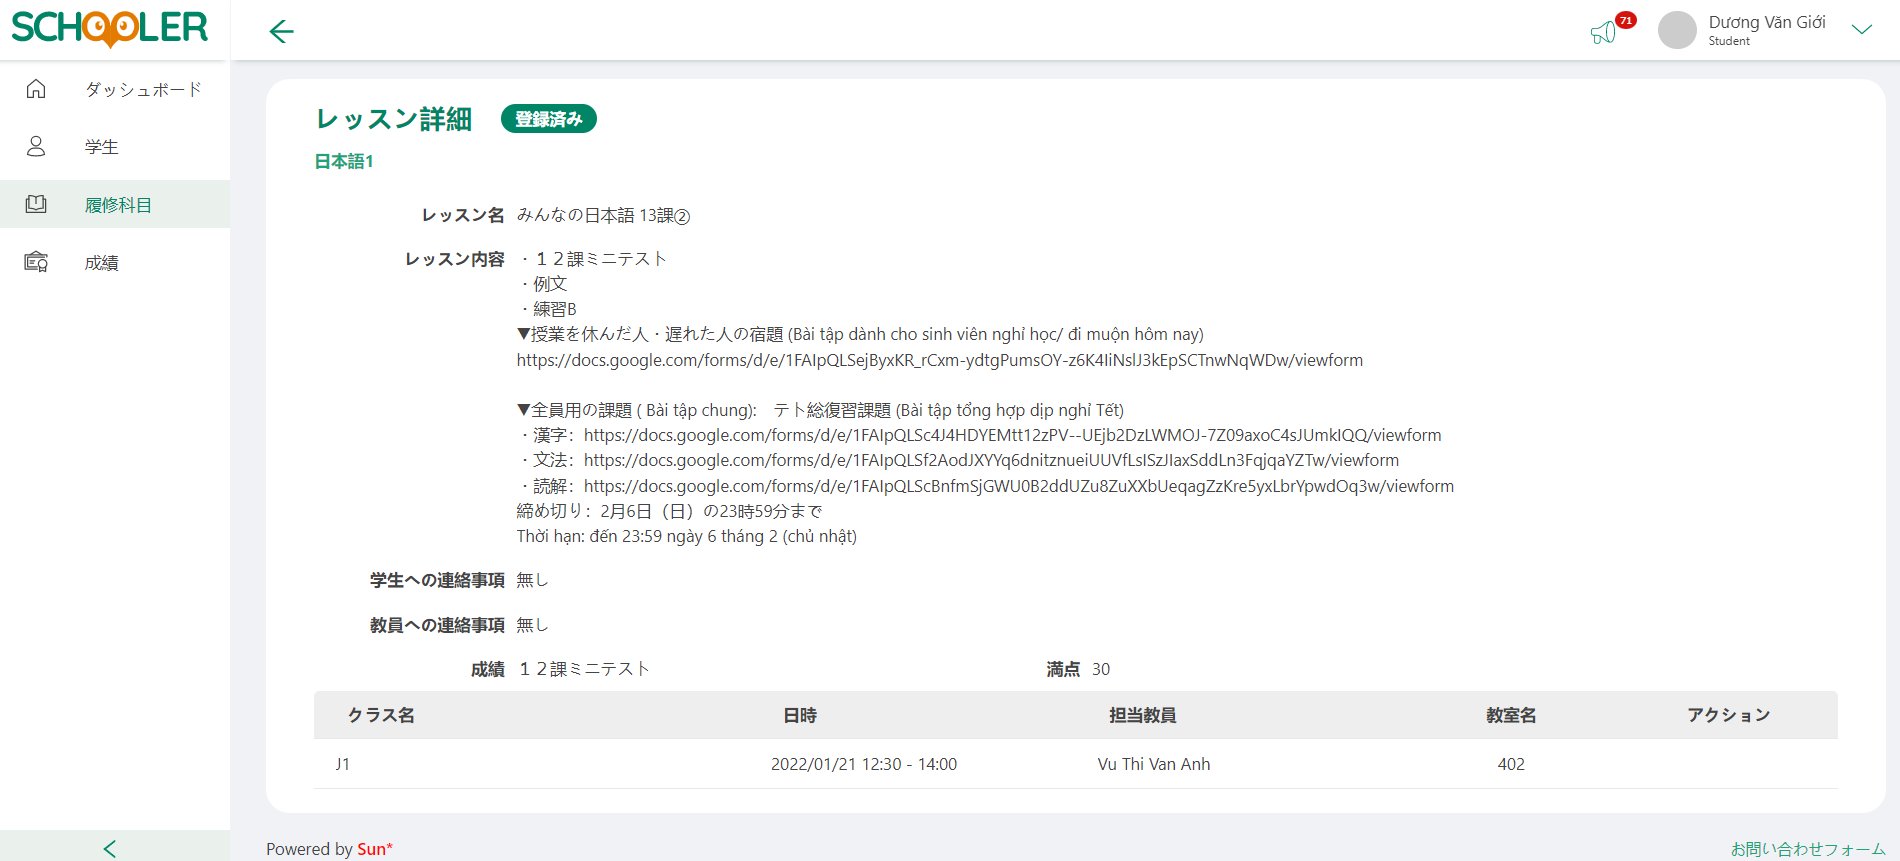 SCHOOLER
71
Dương Văn Giới
Student
ダッシュボード
学生
履修科目
成績
レッスン詳細 登録済み
日本語1
レッスン名 みんなの日本語 13課②
レッスン内容 ・１２課ミニテスト
・例文
・練習B
▼授業を休んだ人・遅れた人の宿題 (Bài tập dành cho sinh viên nghỉ học/ đi muộn hôm nay)
https://docs.google.com/forms/d/e/1FAIpQLSejByxKR_rCxm-ydtgPumsOY-z6K4IiNslJ3kEpSCTnwNqWDw/viewform
▼全員用の課題 ( Bài tập chung):　テト総復習課題 (Bài tập tổng hợp dịp nghỉ Tết)
・漢字：https://docs.google.com/forms/d/e/1FAIpQLSc4J4HDYEMtt12zPV--UEjb2DzLWMOJ-7Z09axoC4sJUmkIQQ/viewform
・文法：https://docs.google.com/forms/d/e/1FAIpQLSf2AodJXYYq6dnitznueiUUVfLsISzJIaxSddLn3FqjqaYZTw/viewform
・読解：https://docs.google.com/forms/d/e/1FAIpQLScBnfmSjGWU0B2ddUZu8ZuXXbUeqagZzKre5yxLbrYpwdOq3w/viewform
締め切り：2月6日（日）の23時59分まで
Thời hạn: đến 23:59 ngày 6 tháng 2 (chủ nhật)
学生への連絡事項 無し
教員への連絡事項 無し
成績 １２課ミニテスト 満点 30
クラス名 日時 担当教員 教室名 アクション
J1 2022/01/21 12:30 - 14:00 Vu Thi Van Anh 402
Powered by Sun*
お問い合わせフォーム